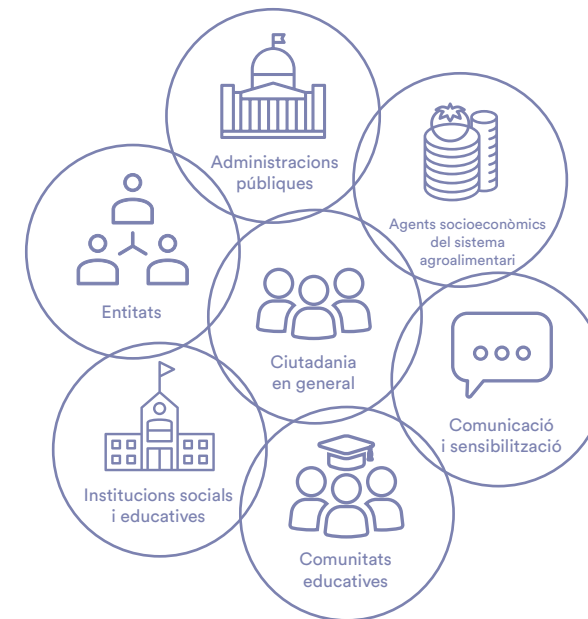 Administracions
públiques
Agents socioeconòmics
del sistema
agroalimentari
Entitats
Ciutadania
en general
Comunicació
i sensibilització
Institucions socials
i educatives
Comunitats
educatives